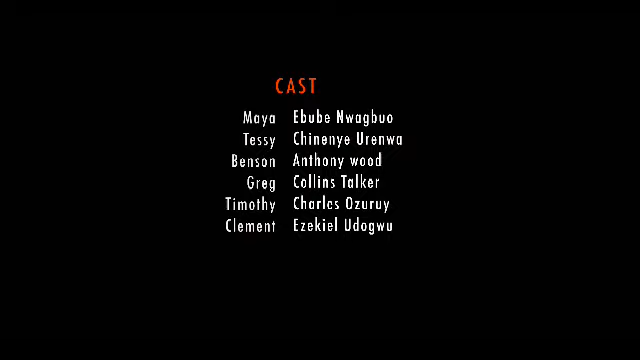 CAST
Maya Ebube Nwagbuo
Tessy Chinenye Urenwa
Benson Anthony wood
Greg Collins Talker
Timothy Charles Ozuruy
Clement Ezekiel Udogwu